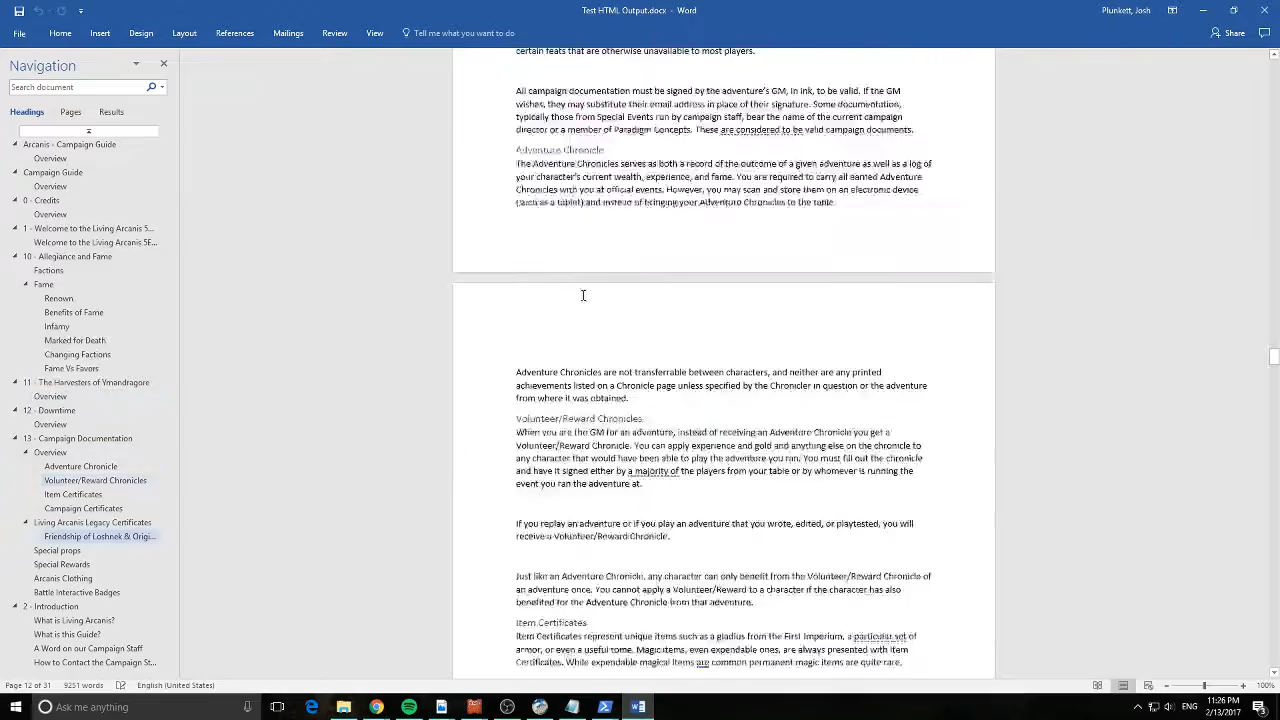 Test HTML Output.docx - Word
Plunkett, Josh
File Home Insert Design Layout References Mailings Review View Tell me what you want to do Share
Navigation
Search document
Headings Pages Results
Arcanis - Campaign Guide
Overview
Campaign Guide
Overview
0 - Credits
Overview
1 - Welcome to the Living Arcanis 5...
Welcome to the Living Arcanis 5E...
10 - Allegiance and Fame
Factions
Fame
Renown.
Benefits of Fame
Infamy
Marked for Death
Changing Factions
Fame Vs Favors
11 - The Harvesters of Ymandragore
12 - Downtime
Overview
13 - Campaign Documentation
Overview
Adventure Chronicle
Volunteer/Reward Chronicles
Item Certificates
Campaign Certificates
Living Arcanis Legacy Certificates
Friendship of Loshnek & Origi...
Special props
Special Rewards
Arcanis Clothing
Battle Interactive Badges
2 - Introduction
What is Living Arcanis?
What is this Guide?
A Word on our Campaign Staff
How to Contact the Campaign St...
certain feats that are otherwise unavailable to most players.
All campaign documentation must be signed by the adventure's GM, in ink, to be valid. If the GM
wishes, they may substitute their email address in place of their signature. Some documentation,
typically those from Special Events run by campaign staff, bear the name of the current campaign
director or a member of Paradigm Concepts. These are considered to be valid campaign documents.
Adventure Chronicle
The Adventure Chronicles serves as both a record of the outcome of a given adventure as well as a log of
your character's current wealth, experience, and fame. You are required to carry all earned Adventure
Chronicles with you at official events. However, you may scan and store them on an electronic device
(such as a tablet) and instead of bringing your Adventure Chronicles to the table.
Adventure Chronicles are not transferrable between characters, and neither are any printed
achievements listed on a Chronicle page unless specified by the Chronicler in question or the adventure
from where it was obtained.
Volunteer/Reward Chronicles
When you are the GM for an adventure, instead of receiving an Adventure Chronicle you get a
Volunteer/Reward Chronicle. You can apply experience and gold and anything else on the chronicle to
any character that would have been able to play the adventure you ran. You must fill out the chronicle
and have it signed either by a majority of the players from your table or by whomever is running the
event you ran the adventure at.
If you replay an adventure or if you play an adventure that you wrote, edited, or playtested, you will
receive a Volunteer/Reward Chronicle.
Just like an Adventure Chronicle, any character can only benefit from the Volunteer/Reward Chronicle of
an adventure once. You cannot apply a Volunteer/Reward to a character if the character has also
benefited for the Adventure Chronicle from that adventure.
Item Certificates
Item Certificates represent unique items such as a gladius from the First Imperium, a particular set of
armor, or even a useful tome. Magic items, even expendable ones, are always presented with Item
Certificates. While expendable magical items are common permanent magic items are quite rare.
Page 12 of 31 9251 words English (United States) 100%
Ask me anything
ENG 11:26 PM
2/13/2017